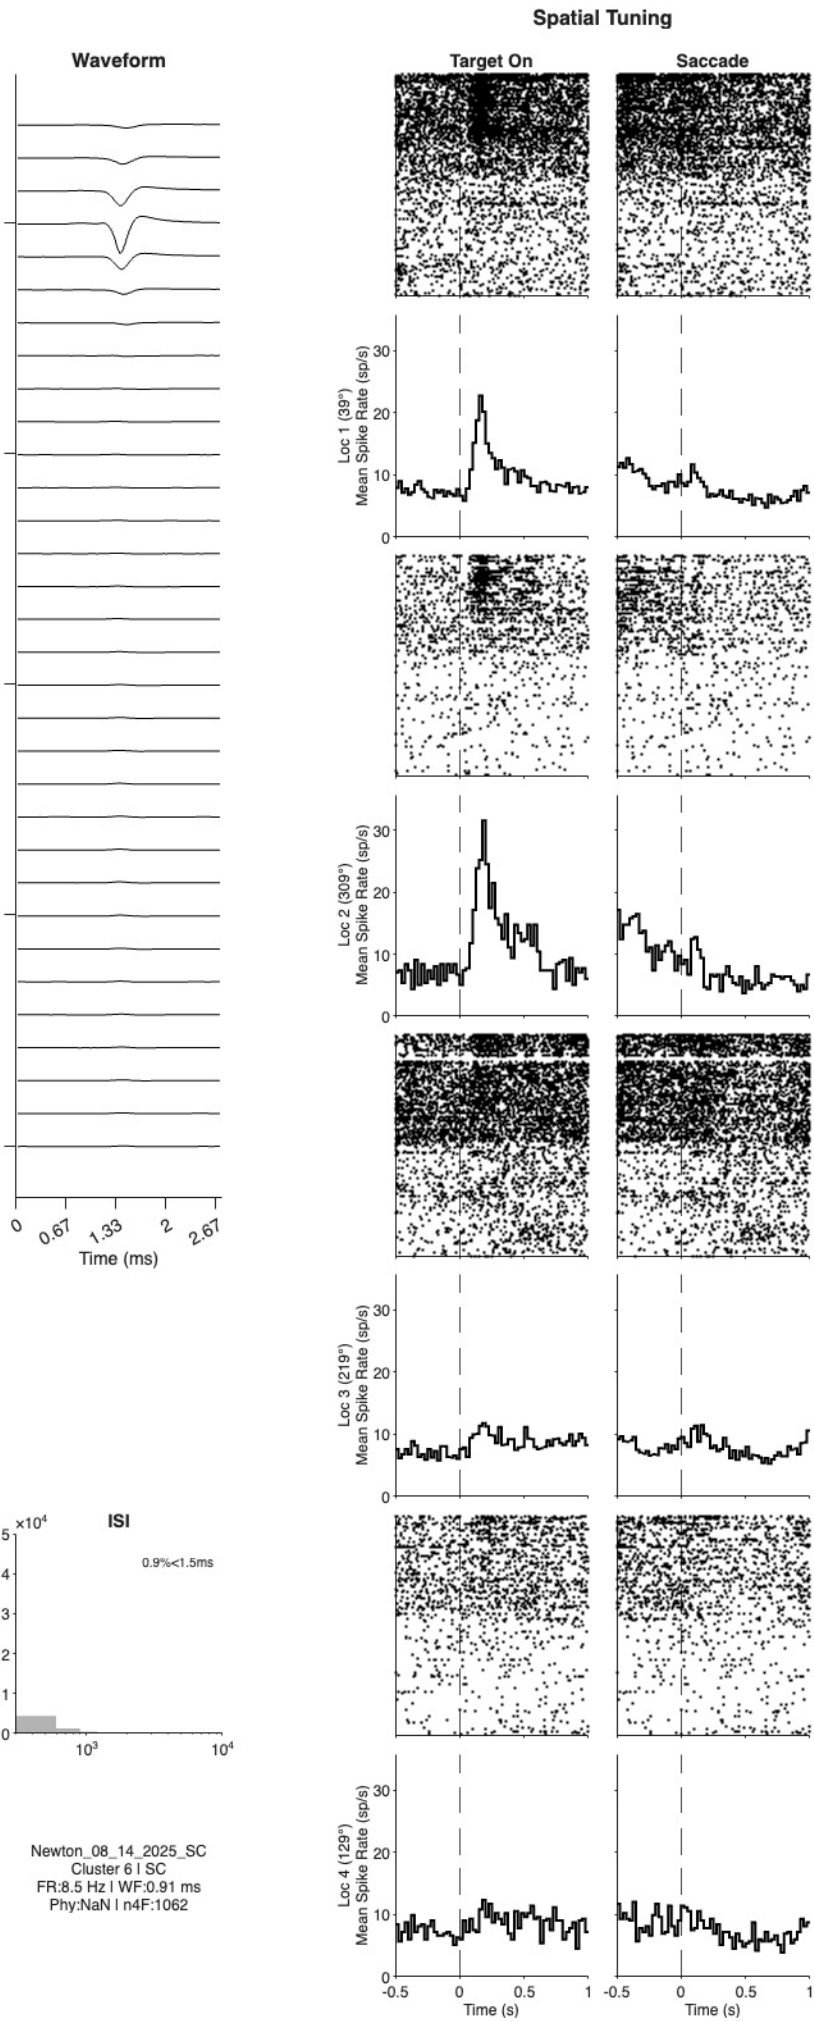 Spatial Tuning
Waveform
Target On
Saccade
Loc 1 (39°)
Mean Spike Rate (sp/s)
30
20
10
0
Loc 2 (309°)
Mean Spike Rate (sp/s)
30
20
10
0
0
0.67
1.33
2
2.67
Time (ms)
Loc 3 (219°)
Mean Spike Rate (sp/s)
30
20
10
0
ISI
×10⁴
0.9%<1.5ms
5
4
3
2
1
0
10³
10⁴
Newton_08_14_2025_SC
Cluster 6 | SC
FR:8.5 Hz | WF:0.91 ms
Phy:NaN | n4F:1062
Loc 4 (129°)
Mean Spike Rate (sp/s)
30
20
10
0
-0.5 0 0.5 1
Time (s)
-0.5 0 0.5 1
Time (s)